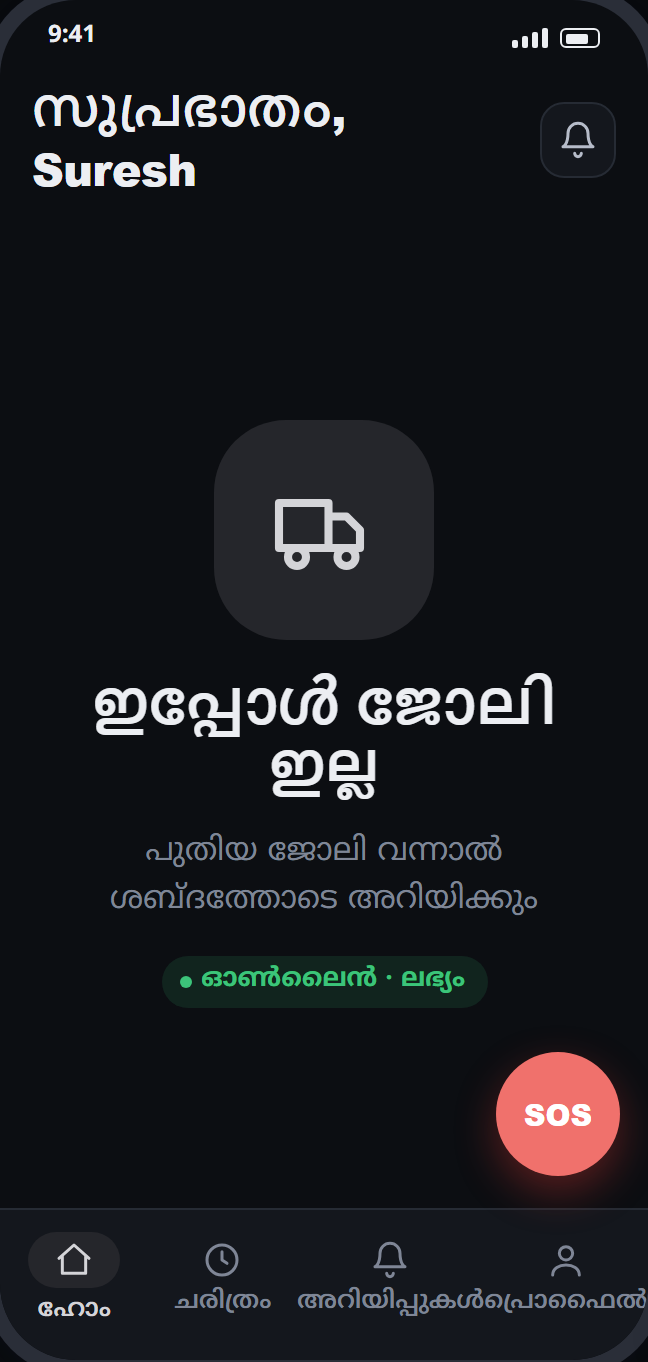 9:41
സുപ്രഭാതം,
Suresh
ഇപ്പോൾ ജോലി
ഇല്ല
പുതിയ ജോലി വന്നാൽ
ശബ്ദത്തോടെ അറിയിക്കും
ഓൺലൈൻ · ലഭ്യം
SOS
ഹോം
ചരിത്രം
അറിയിപ്പുകൾ
പ്രൊഫൈൽ